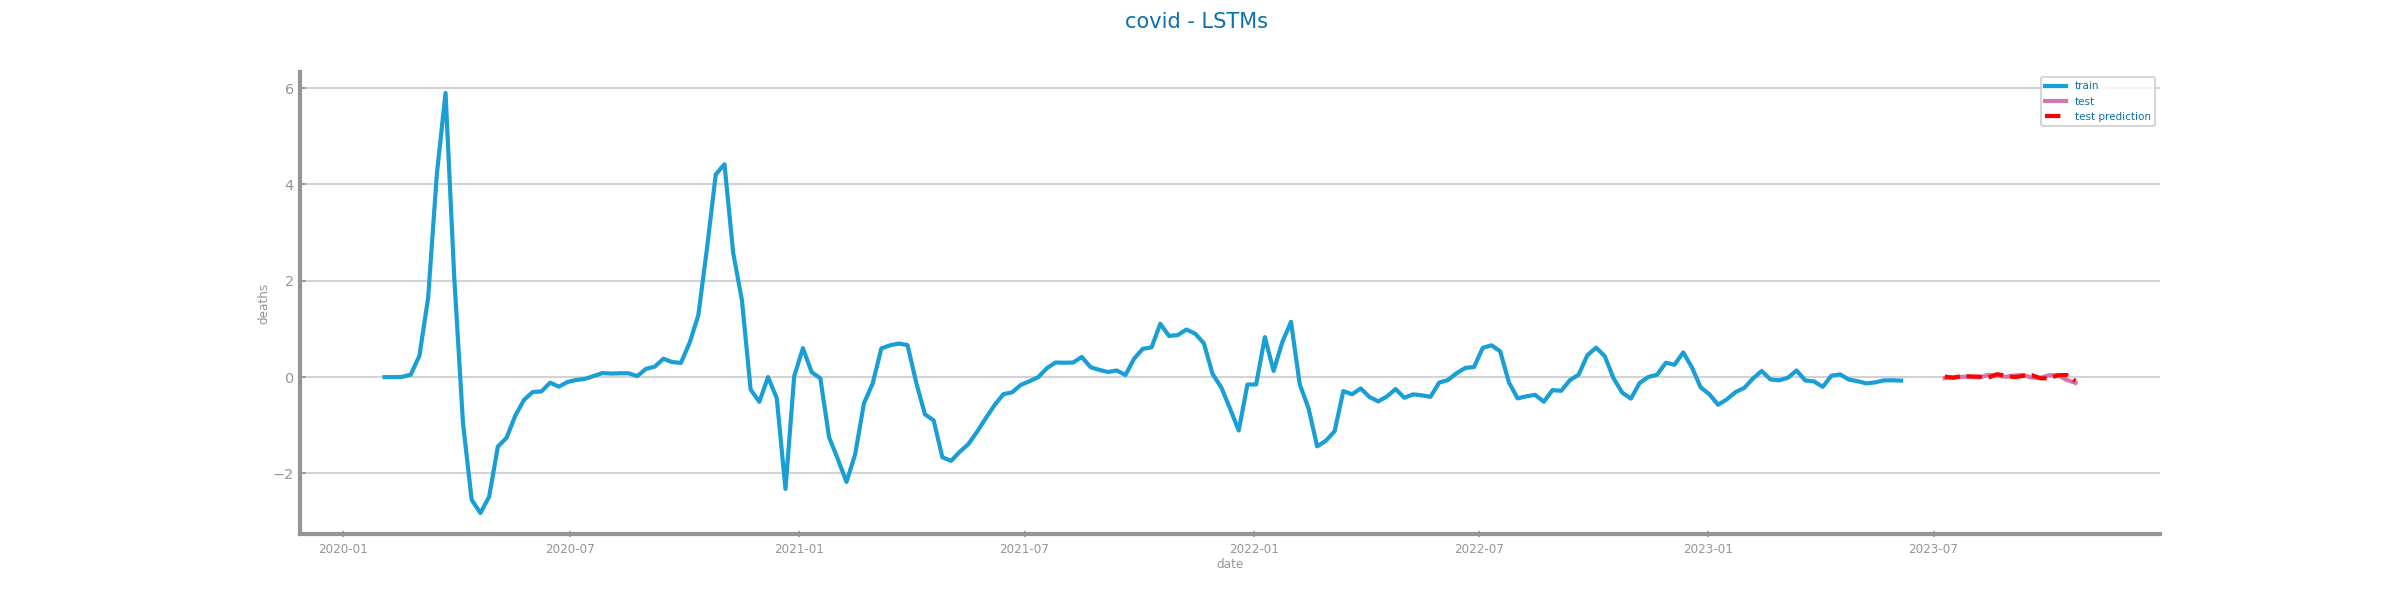 covid - LSTMs
6
4
2
0
−2
deaths
train
test
test prediction
2020-01
2020-07
2021-01
2021-07
2022-01
2022-07
2023-01
2023-07
date